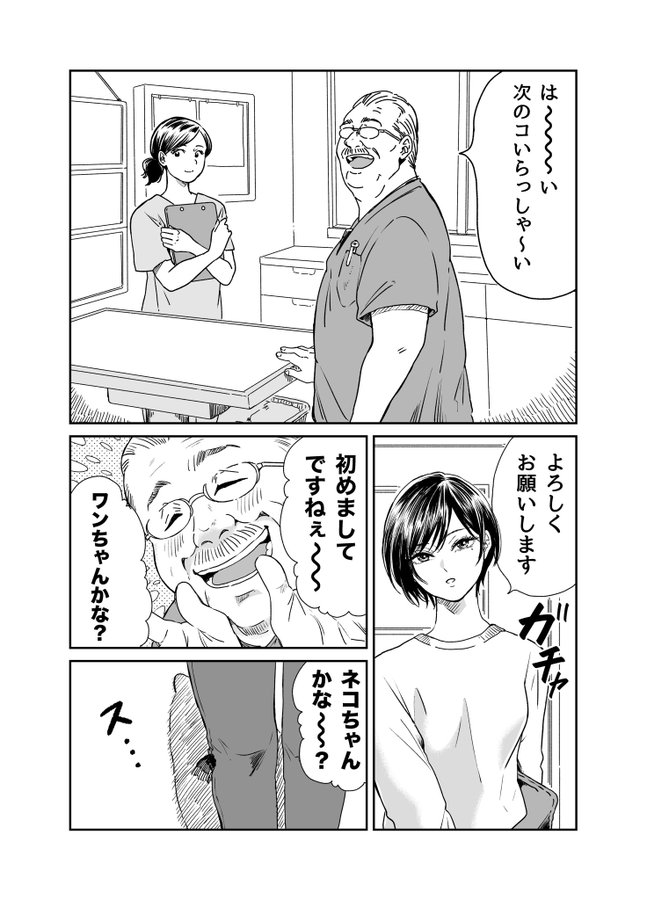 は〜〜〜〜い
次のコいらっしゃ〜い
よろしく
お願いします
ガチャ
初めまして
ですねぇ〜〜
ワンちゃんかな?
ネコちゃん
かな〜〜?
ス…